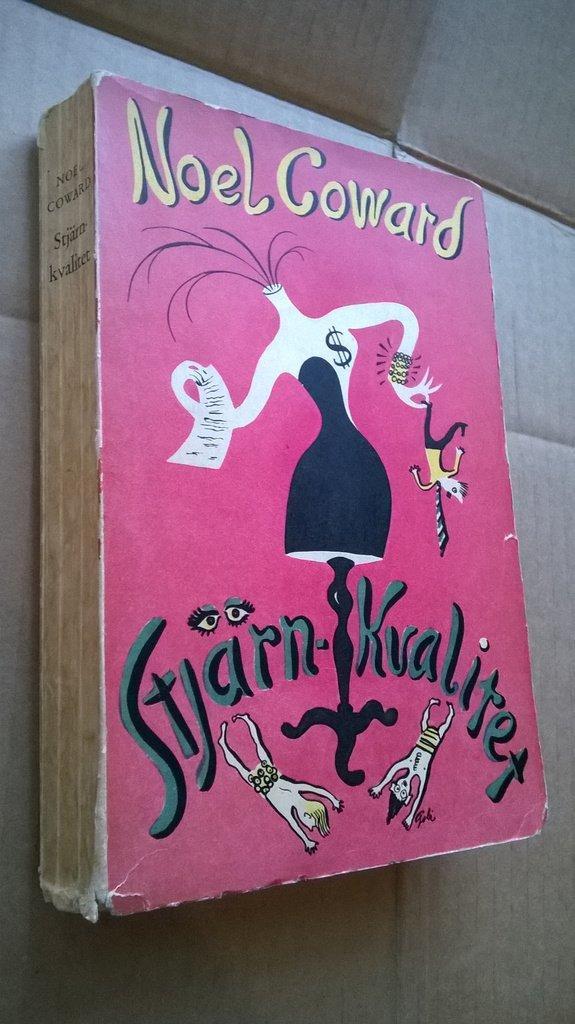 Noel Coward
$
Stjärn-Kvalitet
NOEL
COWARD
Stjärn-
kvalitet